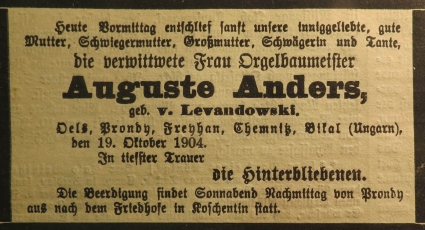 Heute Vormittag entschlief sanft unsere inniggeliebte, gute
Mutter, Schwiegermutter, Großmutter, Schwägerin und Tante,
die verwittwete Frau Orgelbaumeister
Auguste Anders,
geb. v. Levandowski.
Oels, Prondy, Freyhan, Chemnitz, Bikal (Ungarn),
den 19. Oktober 1904.
In tiefster Trauer
die Hinterbliebenen.
Die Beerdigung findet Sonnabend Nachmittag von Prondy
aus nach dem Friedhofe in Koschentin statt.